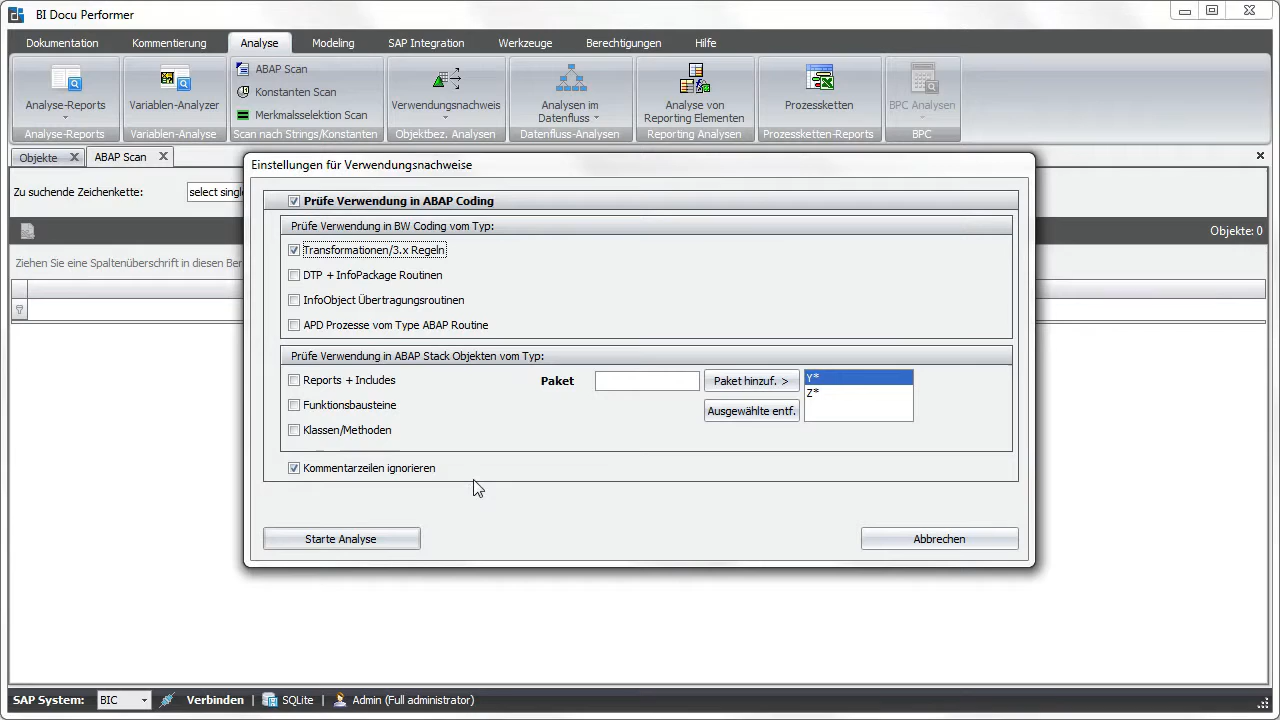 BI Docu Performer
Dokumentation Kommentierung Analyse Modeling SAP Integration Werkzeuge Berechtigungen Hilfe
Analyse-Reports
Analyse-Reports
Variablen-Analyzer
Variablen-Analyse
ABAP Scan
Konstanten Scan
Merkmalsselektion Scan
Scan nach Strings/Konstanten
Verwendungsnachweis
Objektbez. Analysen
Analysen im
Datenfluss
Datenfluss-Analysen
Analyse von
Reporting Elementen
Reporting Analysen
Prozessketten
Prozessketten-Reports
BPC Analysen
BPC
Objekte ABAP Scan
Zu suchende Zeichenkette: select singl
Objekte: 0
Ziehen Sie eine Spaltenüberschrift in diesen Ber
Einstellungen für Verwendungsnachweise
Prüfe Verwendung in ABAP Coding
Prüfe Verwendung in BW Coding vom Typ:
Transformationen/3.x Regeln
DTP + InfoPackage Routinen
InfoObject Übertragungsroutinen
APD Prozesse vom Type ABAP Routine
Prüfe Verwendung in ABAP Stack Objekten vom Typ:
Reports + Includes
Funktionsbausteine
Klassen/Methoden
Paket
Paket hinzuf. >
Ausgewählte entf.
Y*
Z*
Kommentarzeilen ignorieren
Starte Analyse
Abbrechen
SAP System: BIC Verbinden SQLite Admin (Full administrator)